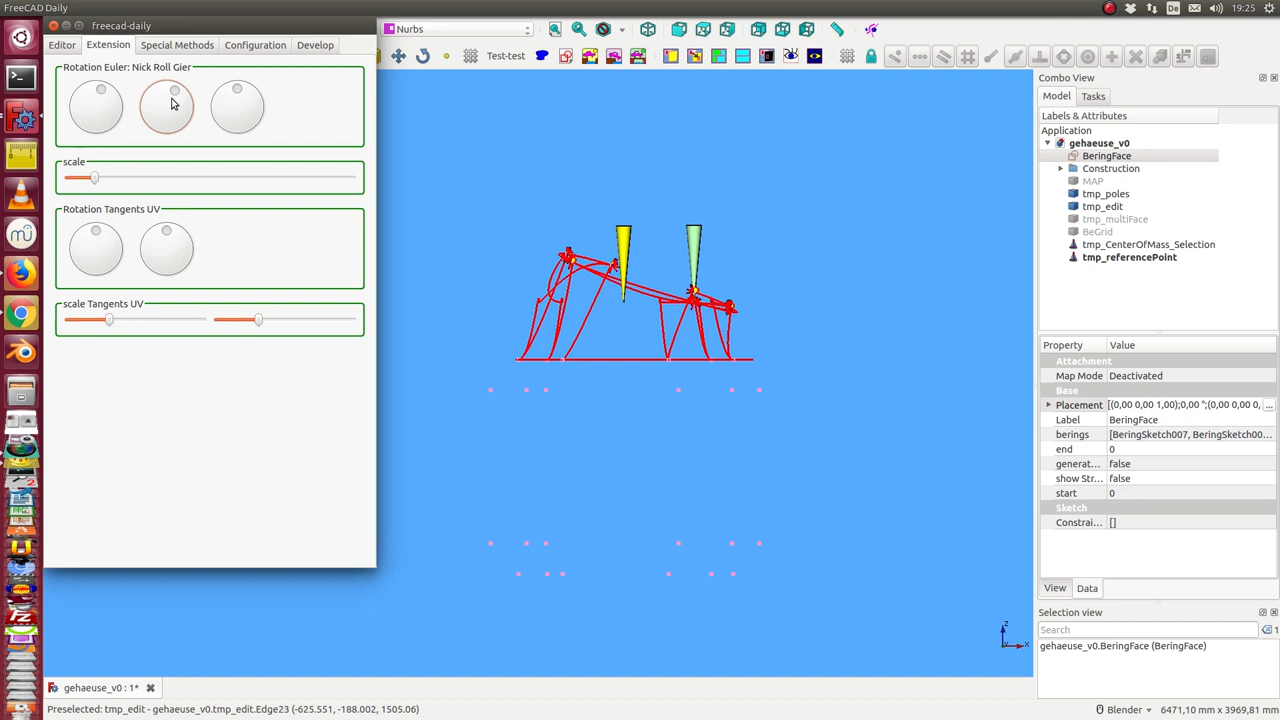 FreeCAD Daily
De
19:25
freecad-daily
Editor
Extension
Special Methods
Configuration
Develop
Rotation Euler: Nick Roll Gier
scale
Rotation Tangents UV
scale Tangents UV
Nurbs
Test-test
Combo View
Model
Tasks
Labels & Attributes
Application
gehaeuse_v0
BeringFace
Construction
MAP
tmp_poles
tmp_edit
tmp_multiFace
BeGrid
tmp_CenterOfMass_Selection
tmp_referencePoint
Property Value
Attachment
Map Mode Deactivated
Base
Placement [(0,00 0,00 1,00);0,00 °;(0,00 0,00 0, ...
Label BeringFace
berings [BeringSketch007, BeringSketch00...
end 0
generat... false
show Str... false
start 0
Sketch
Constrai... []
View
Data
Selection view
Search
1
gehaeuse_v0.BeringFace (BeringFace)
z
x
gehaeuse_v0 : 1*
Preselected: tmp_edit - gehaeuse_v0.tmp_edit.Edge23 (-625.551, -188.002, 1505.06)
Blender
6471,10 mm x 3969,81 mm